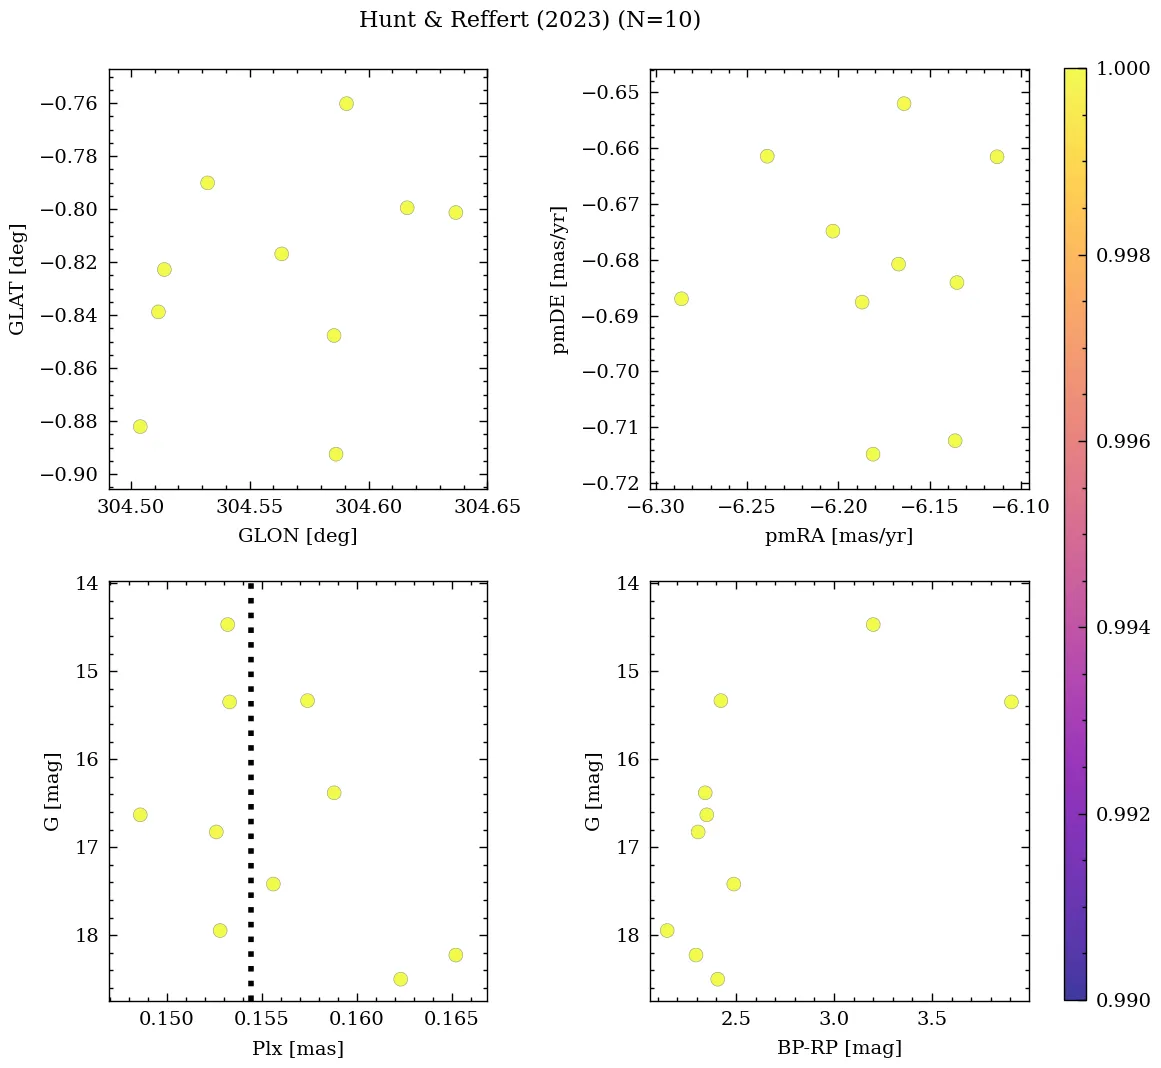 Hunt & Reffert (2023) (N=10)
−0.76
−0.78
−0.80
−0.82
−0.84
−0.86
−0.88
−0.90
GLAT [deg]
304.50 304.55 304.60 304.65
GLON [deg]
−0.65
−0.66
−0.67
−0.68
−0.69
−0.70
−0.71
−0.72
pmDE [mas/yr]
−6.30 −6.25 −6.20 −6.15 −6.10
pmRA [mas/yr]
14
15
16
17
18
G [mag]
0.150 0.155 0.160 0.165
Plx [mas]
14
15
16
17
18
G [mag]
2.5 3.0 3.5
BP-RP [mag]
1.000
0.998
0.996
0.994
0.992
0.990